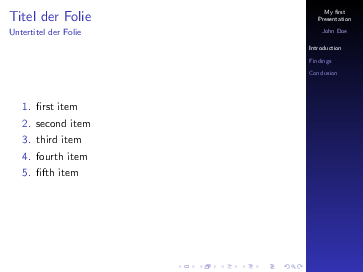 Titel der Folie
Untertitel der Folie
1. first item
2. second item
3. third item
4. fourth item
5. fifth item
My first
Presentation
John Doe
Introduction
Findings
Conclusion